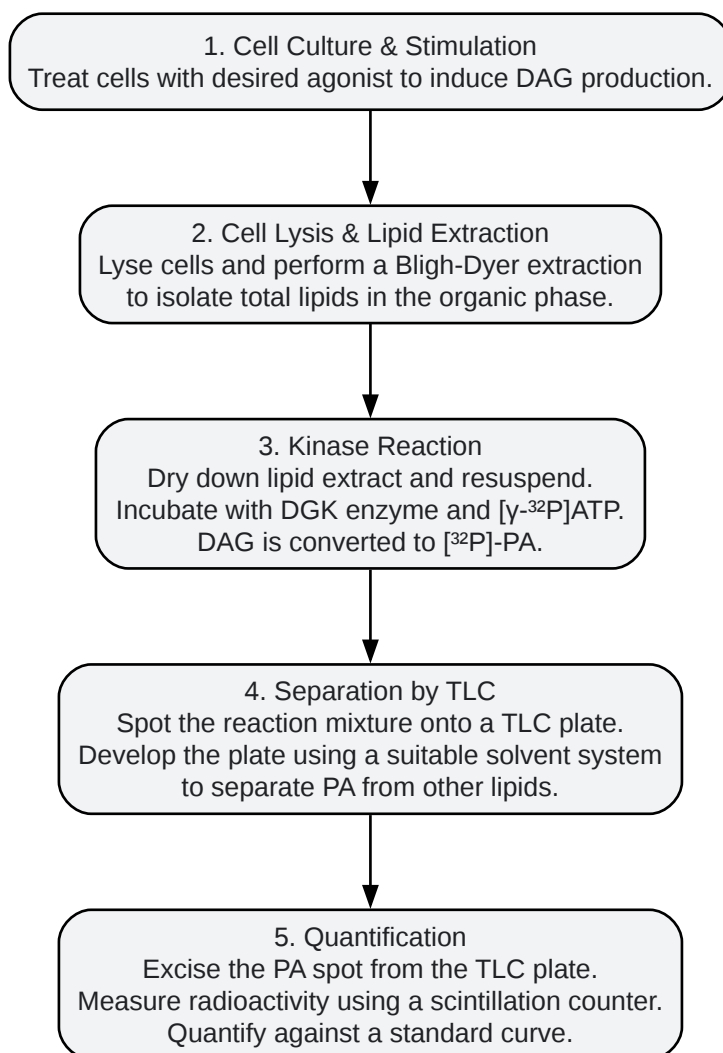 1. Cell Culture & Stimulation
Treat cells with desired agonist to induce DAG production.
2. Cell Lysis & Lipid Extraction
Lyse cells and perform a Bligh-Dyer extraction
to isolate total lipids in the organic phase.
3. Kinase Reaction
Dry down lipid extract and resuspend.
Incubate with DGK enzyme and [γ-³²P]ATP.
DAG is converted to [³²P]-PA.
4. Separation by TLC
Spot the reaction mixture onto a TLC plate.
Develop the plate using a suitable solvent system
to separate PA from other lipids.
5. Quantification
Excise the PA spot from the TLC plate.
Measure radioactivity using a scintillation counter.
Quantify against a standard curve.